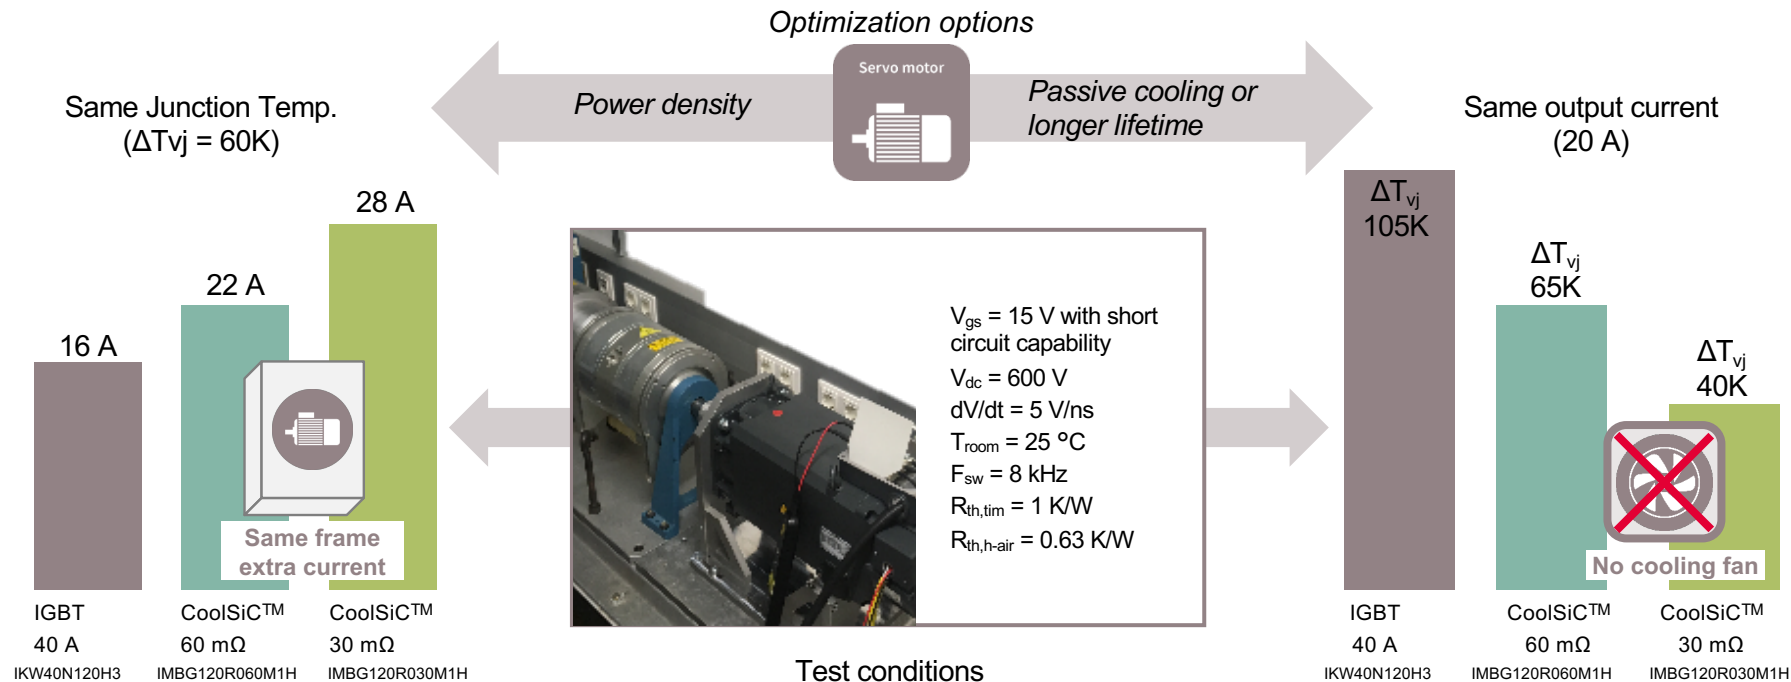 Optimization options
Servo motor
Power density
Passive cooling or
longer lifetime
Same Junction Temp.
(ΔTvj = 60K)
16 A
22 A
28 A
Same frame
extra current
IGBT
40 A
IKW40N120H3
CoolSiC™
60 mΩ
IMBG120R060M1H
CoolSiC™
30 mΩ
IMBG120R030M1H
Vgs = 15 V with short
circuit capability
Vdc = 600 V
dV/dt = 5 V/ns
Troom = 25 °C
Fsw = 8 kHz
Rth,tim = 1 K/W
Rth,h-air = 0.63 K/W
Test conditions
Same output current
(20 A)
ΔTvj
105K
ΔTvj
65K
ΔTvj
40K
No cooling fan
IGBT
40 A
IKW40N120H3
CoolSiC™
60 mΩ
IMBG120R060M1H
CoolSiC™
30 mΩ
IMBG120R030M1H